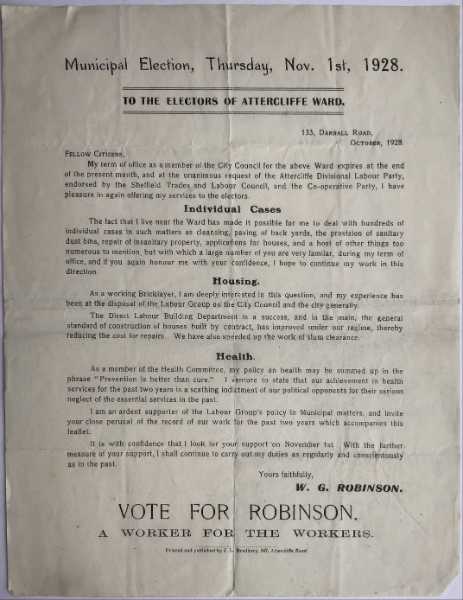 Municipal Election, Thursday, Nov. 1st, 1928.
TO THE ELECTORS OF ATTERCLIFFE WARD.
133, DARNALL ROAD,
OCTOBER, 1928
FELLOW CITIZENS,
My term of office as a member of the City Council for the above Ward expires at the end
of the present month, and at the unanimous request of the Attercliffe Divisional Labour Party,
endorsed by the Sheffield Trades and Labour Council, and the Co-operative Party, I have
pleasure in again offering my services to the electors.
Individual Cases
The fact that I live near the Ward has made it possible for me to deal with hundreds of
individual cases in such matters as cleansing, paving of back yards, the provision of sanitary
dust bins, repair of insanitary property, applications for houses, and a host of other things too
numerous to mention, but with which a large number of you are very familar, during my term of
office, and if you again honour me with your confidence, I hope to continue my work in this
direction.
Housing.
As a working Bricklayer, I am deeply interested in this question, and my experience has
been at the disposal of the Labour Group on the City Council and the city generally.
The Direct Labour Building Department is a success, and in the main, the general
standard of construction of houses built by contract, has improved under our regime, thereby
reducing the cost for repairs. We have also speeded up the work of slum clearance.
Health.
As a member of the Health Committee, my policy on health may be summed up in the
phrase "Prevention is better than cure." I venture to state that our achievement in health
services for the past two years is a scathing indictment of our political opponents for their serious
neglect of the essential services in the past.
I am an ardent supporter of the Labour Group's policy in Municipal matters, and invite
your close perusal of the record of our work for the past two years which accompanies this
leaflet.
It is with confidence that I look for your support on November 1st. With the further
measure of your support, I shall continue to carry out my duties as regularly and conscientiously
as in the past.
Yours faithfully,
W. G. ROBINSON.
VOTE FOR ROBINSON.
A WORKER FOR THE WORKERS.
Printed and published by Attercliffe Road